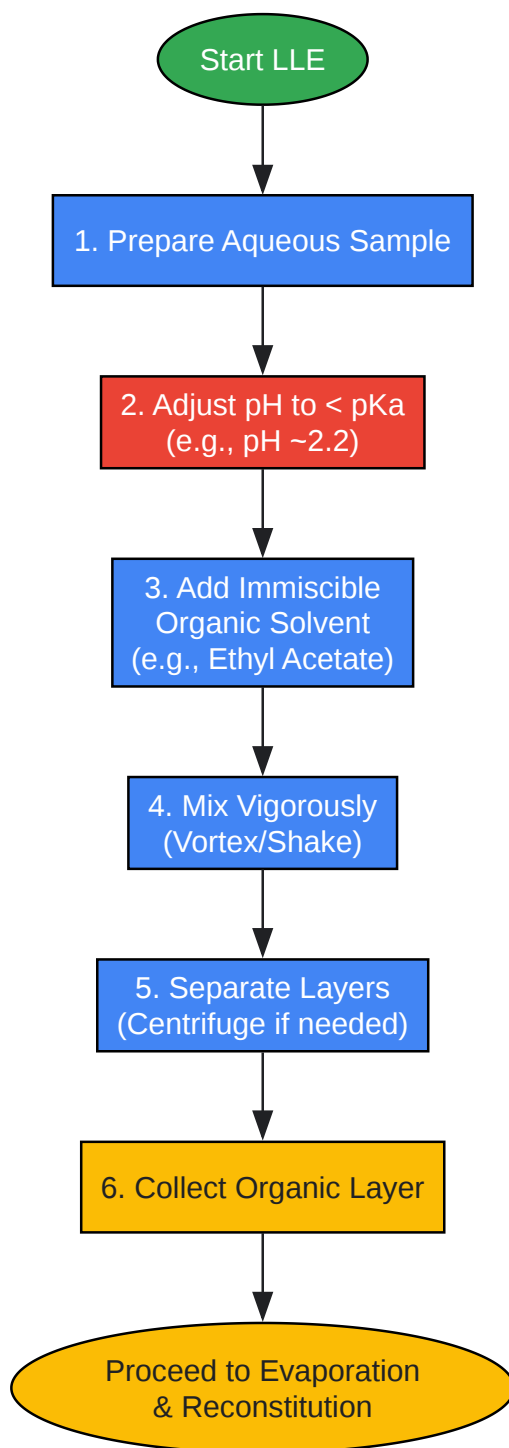 Start LLE
1. Prepare Aqueous Sample
2. Adjust pH to < pKa
(e.g., pH ~2.2)
3. Add Immiscible
Organic Solvent
(e.g., Ethyl Acetate)
4. Mix Vigorously
(Vortex/Shake)
5. Separate Layers
(Centrifuge if needed)
6. Collect Organic Layer
Proceed to Evaporation
& Reconstitution